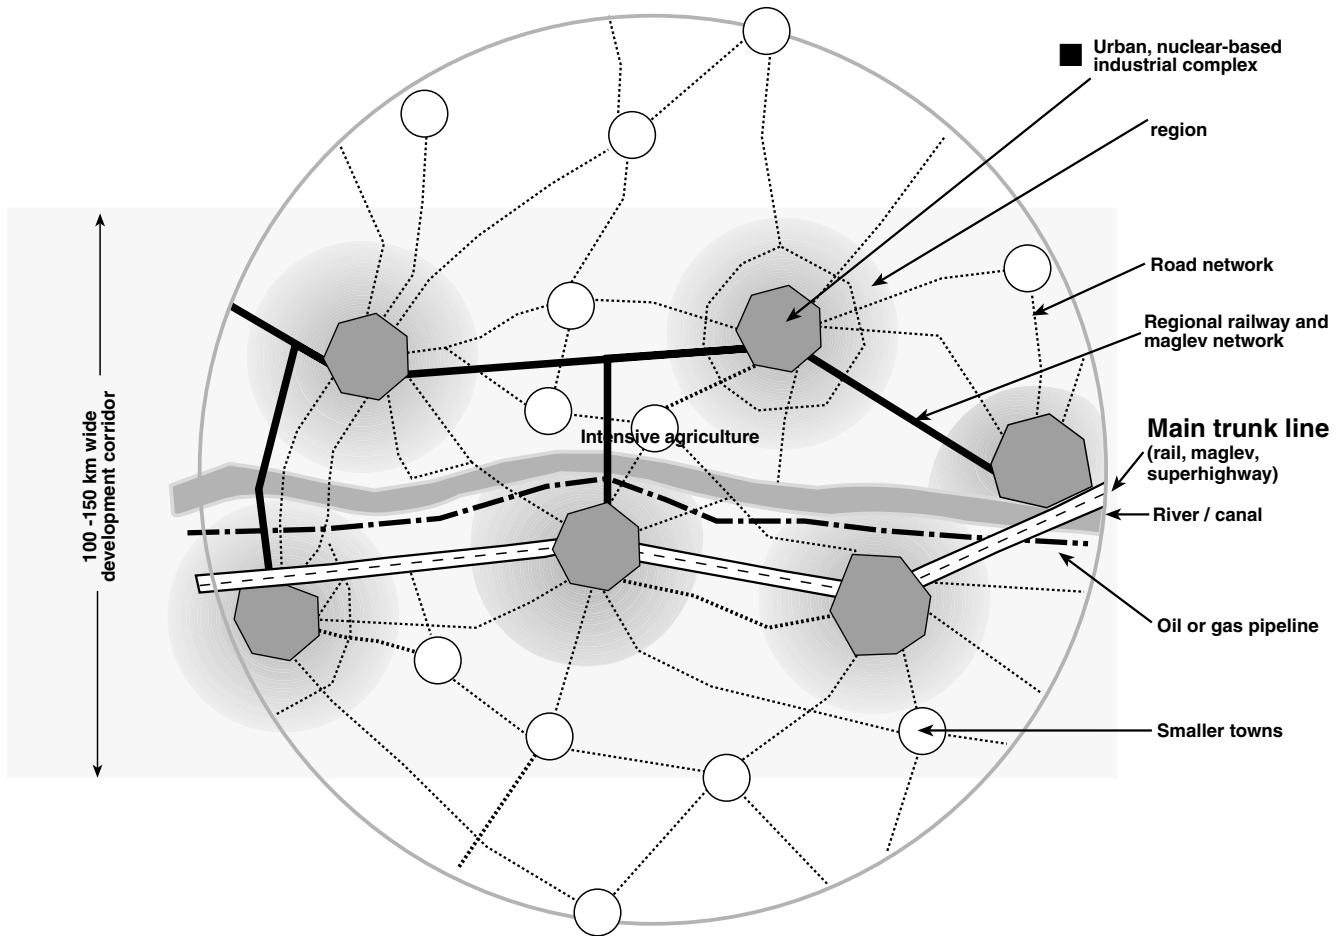 Urban, nuclear-based
industrial complex
region
Road network
Regional railway and
maglev network
Main trunk line
(rail, maglev,
superhighway)
River / canal
Oil or gas pipeline
Smaller towns
Intensive agriculture
100 -150 km wide
development corridor